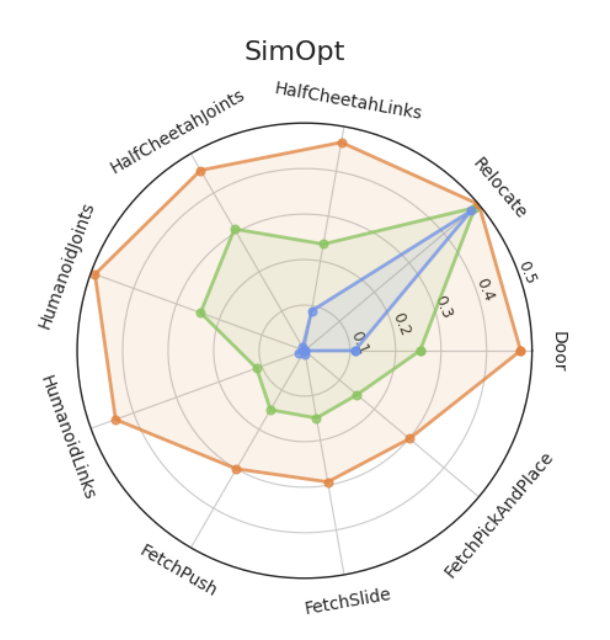 SimOpt
HalfCheetahLinks
HalfCheetahJoints
Relocate
HumanoidJoints
0.5
0.4
0.3
0.2
0.1
Door
HumanoidLinks
FetchPickAndPlace
FetchPush
FetchSlide